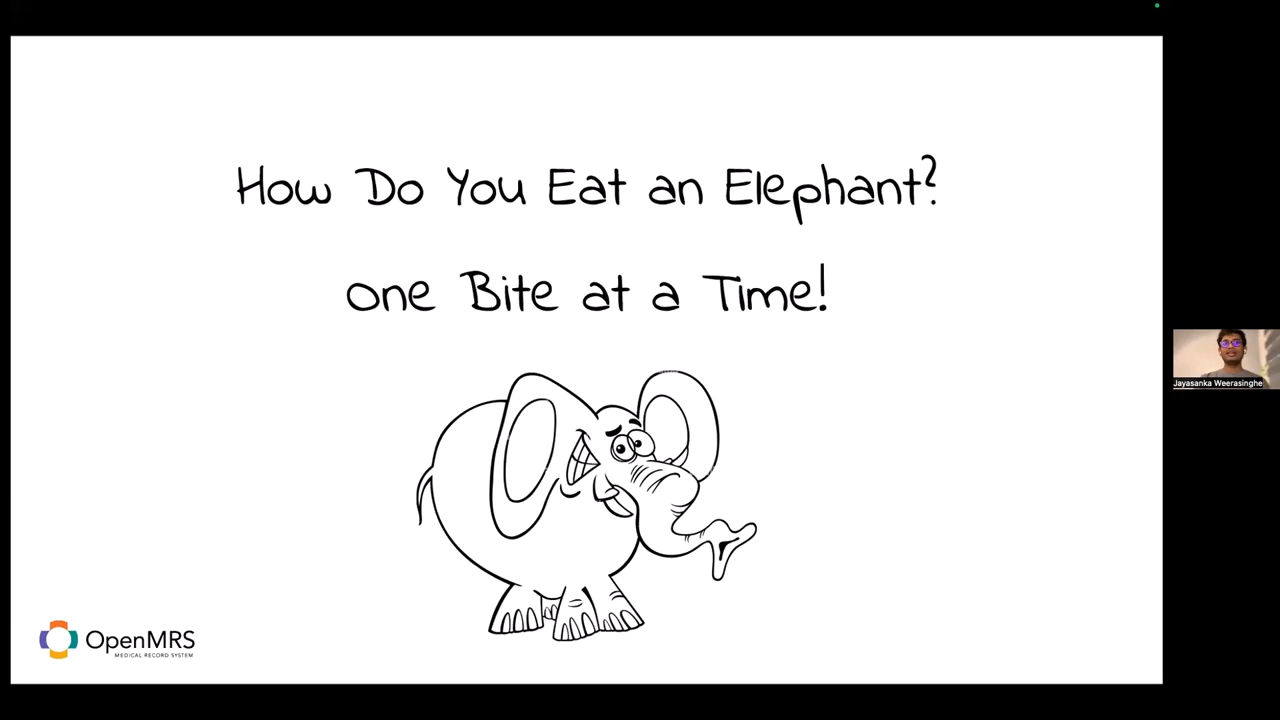 How Do You Eat an Elephant?
one Bite at a Time!
Jayasanka Weerasinghe
OpenMRS
MEDICAL RECORD SYSTEM